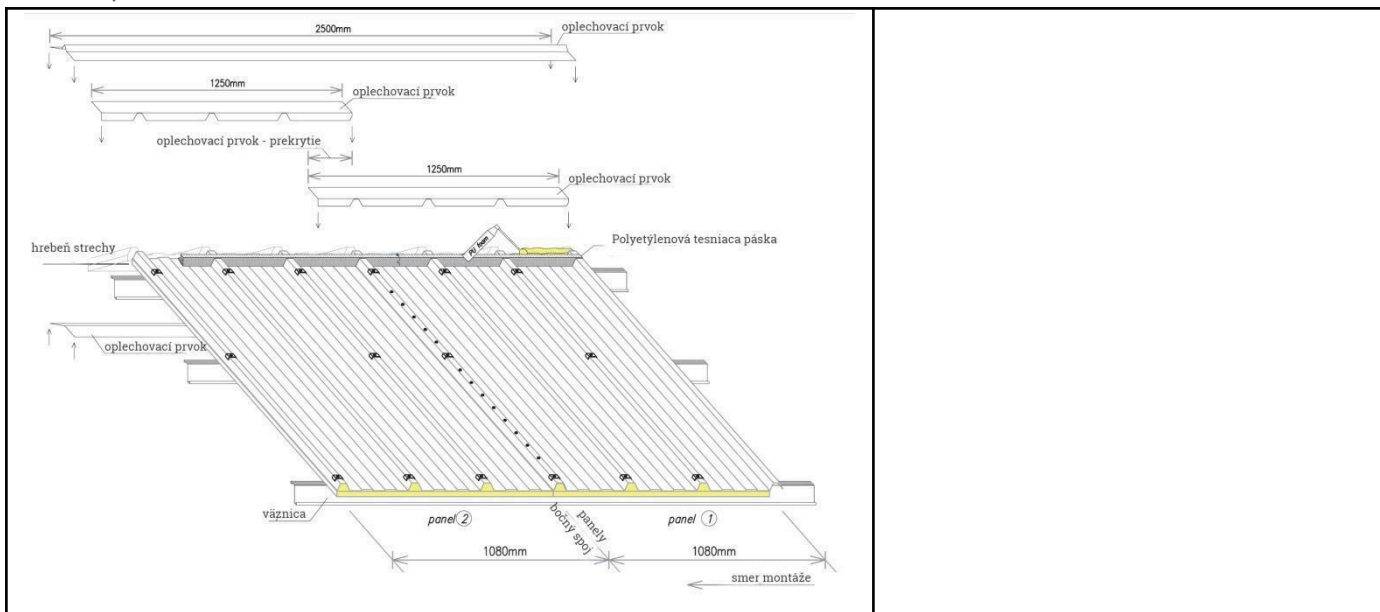 2500mm
oplechovací prvok
1250mm
oplechovací prvok
oplechovací prvok - prekrytie
1250mm
oplechovací prvok
hrebeň strechy
PU foam
Polyetýlenová tesniaca páska
oplechovací prvok
väznica
panel 2
bočný spoj
panely
panel 1
1080mm
1080mm
smer montáže